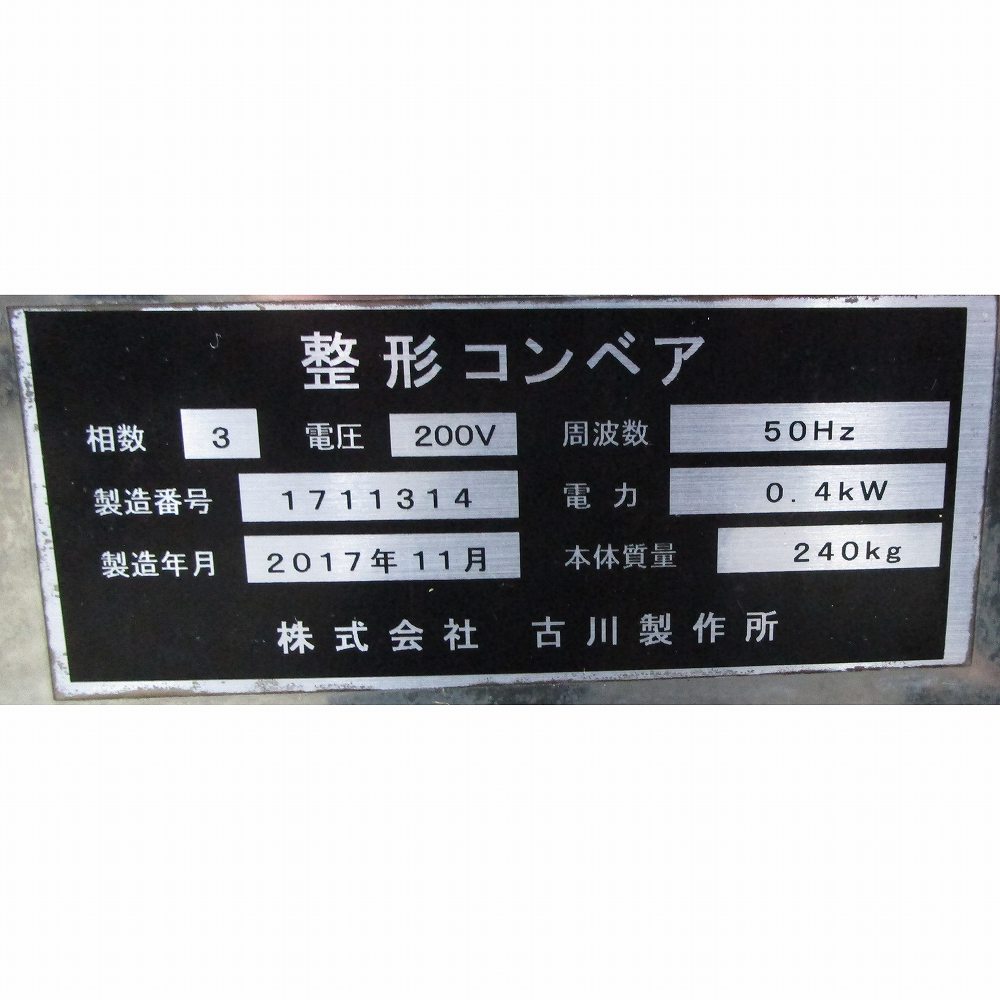 整形コンベア
相数 3 電圧 200V 周波数 50Hz
製造番号 1711314 電力 0.4kW
製造年月 2017年11月 本体質量 240kg
株式会社 古川製作所